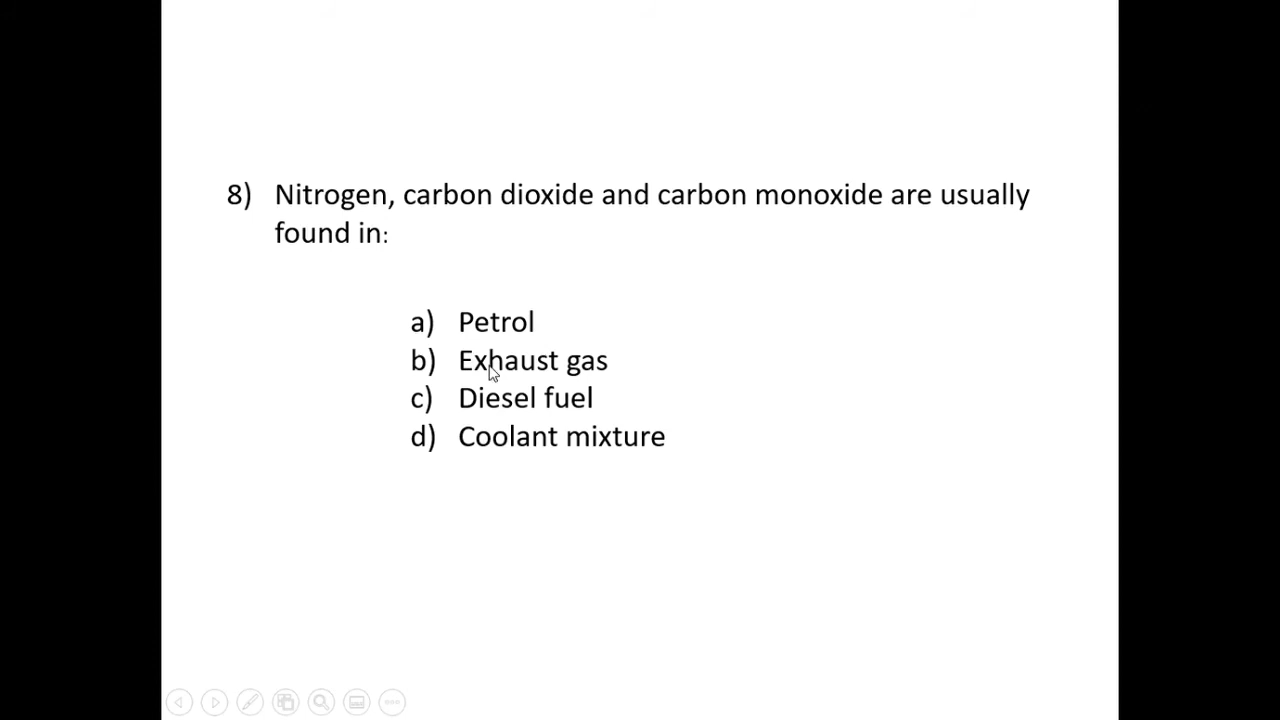 8) Nitrogen, carbon dioxide and carbon monoxide are usually
found in:
a) Petrol
b) Exhaust gas
c) Diesel fuel
d) Coolant mixture